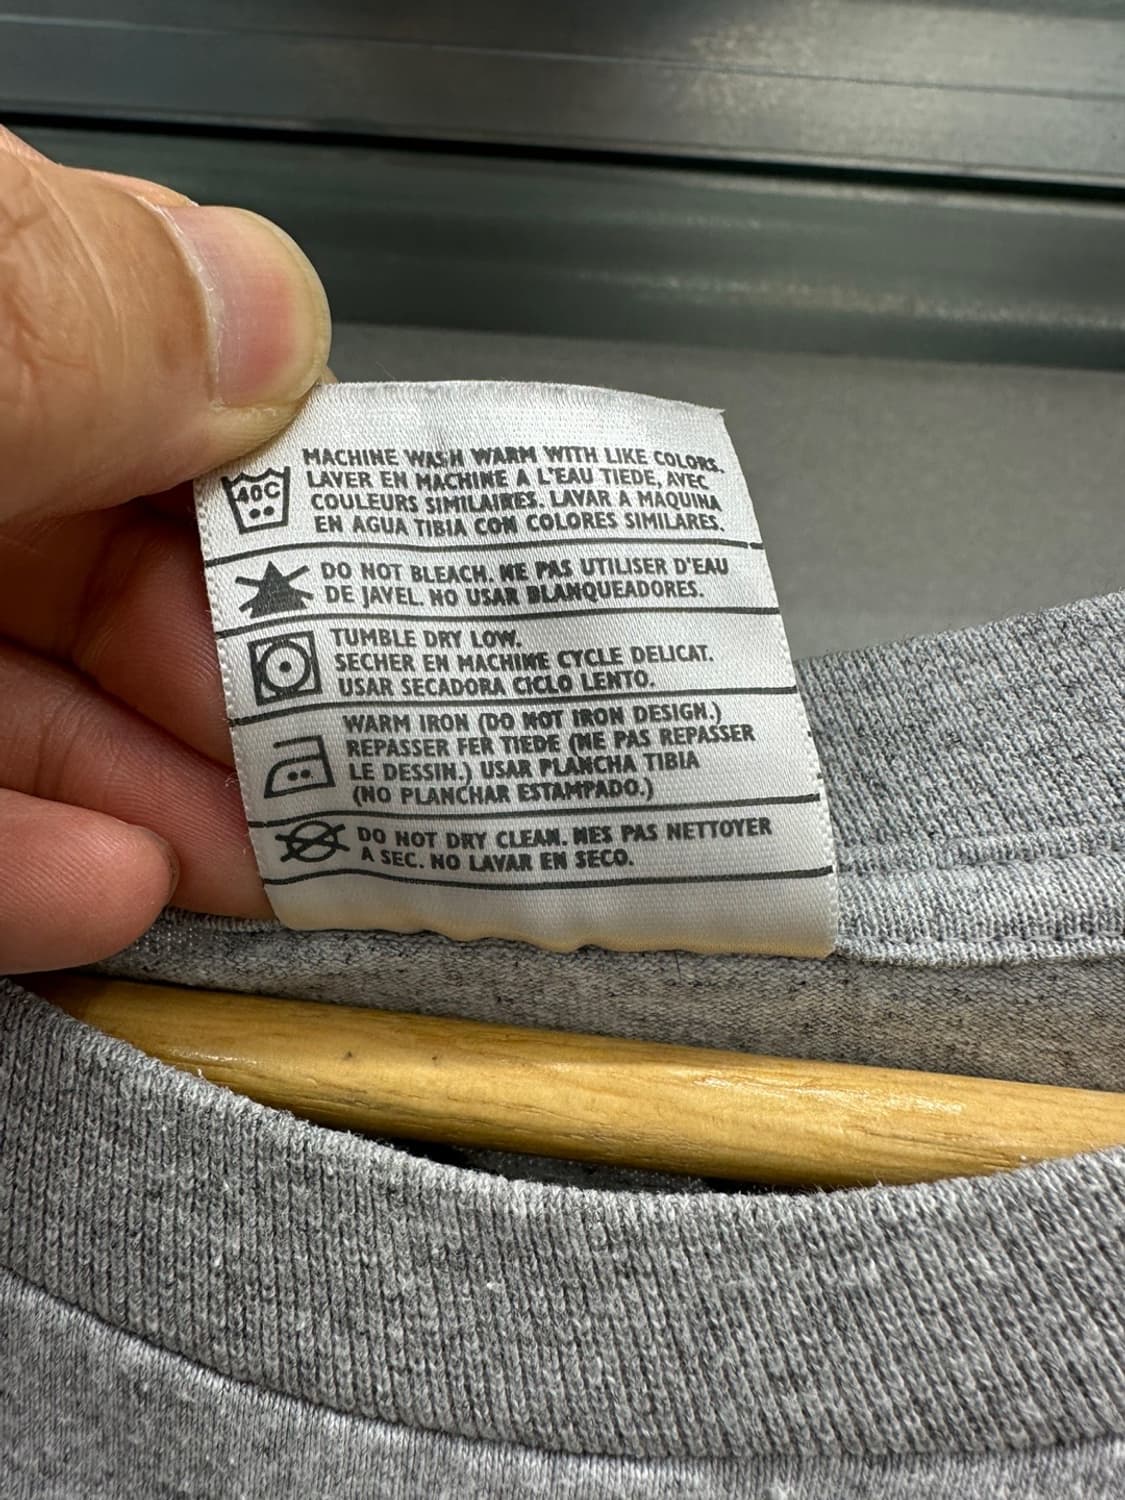 MACHINE WASH WARM WITH LIKE COLORS.
LAVER EN MACHINE A L'EAU TIEDE, AVEC
40C
COULEURS SIMILAIRES. LAVAR A MAQUINA
EN AGUA TIBIA CON COLORES SIMILARES.
DO NOT BLEACH. NE PAS UTILISER D'EAU
DE JAVEL. NO USAR BLANQUEADORES.
TUMBLE DRY LOW.
SECHER EN MACHINE CYCLE DELICAT.
USAR SECADORA CICLO LENTO.
WARM IRON (DO NOT IRON DESIGN.)
REPASSER FER TIEDE (NE PAS REPASSER
LE DESSIN.) USAR PLANCHA TIBIA
(NO PLANCHAR ESTAMPADO.)
DO NOT DRY CLEAN. NES PAS NETTOYER
A SEC. NO LAVAR EN SECO.